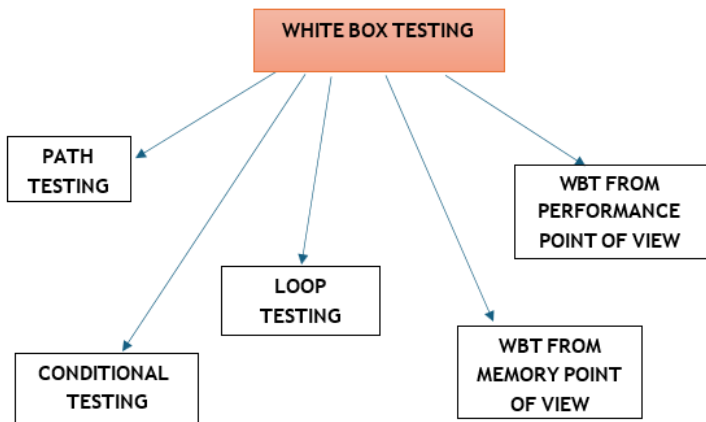 WHITE BOX TESTING
PATH
TESTING
WBT FROM
PERFORMANCE
POINT OF VIEW
LOOP
TESTING
CONDITIONAL
TESTING
WBT FROM
MEMORY POINT
OF VIEW